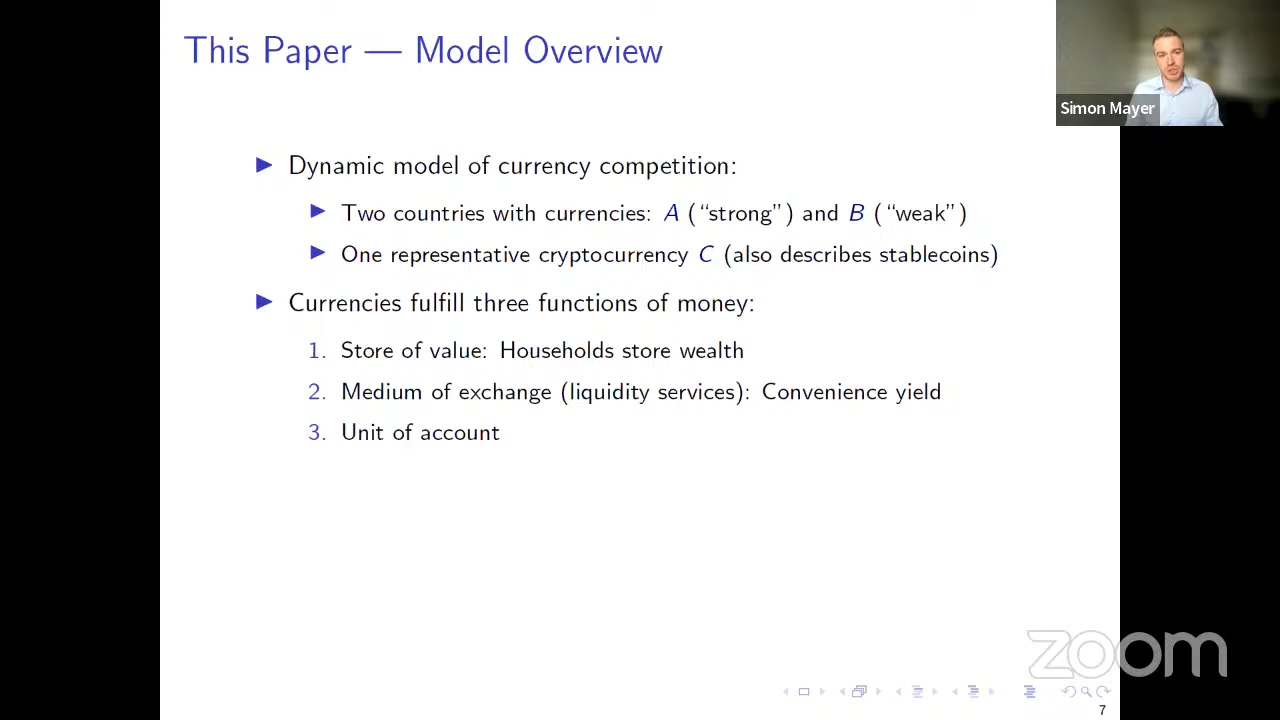 This Paper — Model Overview
Simon Mayer
▶ Dynamic model of currency competition:
▶ Two countries with currencies: A (“strong”) and B (“weak”)
▶ One representative cryptocurrency C (also describes stablecoins)
▶ Currencies fulfill three functions of money:
1. Store of value: Households store wealth
2. Medium of exchange (liquidity services): Convenience yield
3. Unit of account
zoom
7